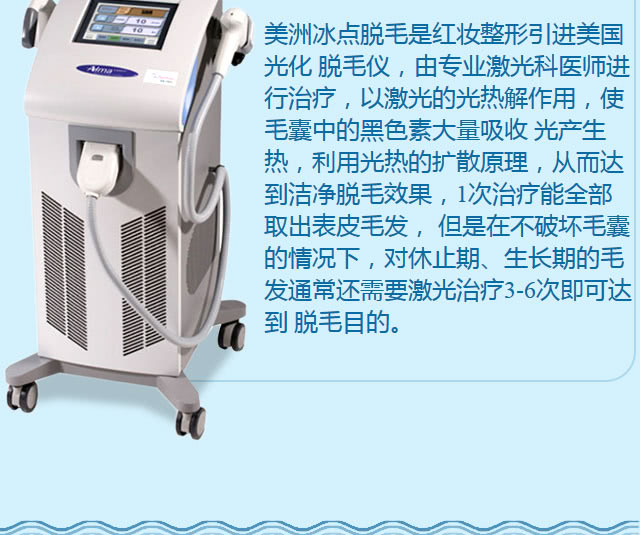 美洲冰点脱毛是红妆整形引进美国
光化 脱毛仪，由专业激光科医师进
行治疗，以激光的光热解作用，使
毛囊中的黑色素大量吸收 光产生
热，利用光热的扩散原理，从而达
到洁净脱毛效果，1次治疗能全部
取出表皮毛发， 但是在不破坏毛囊
的情况下，对休止期、生长期的毛
发通常还需要激光治疗3-6次即可达
到 脱毛目的。
10
10
Alma